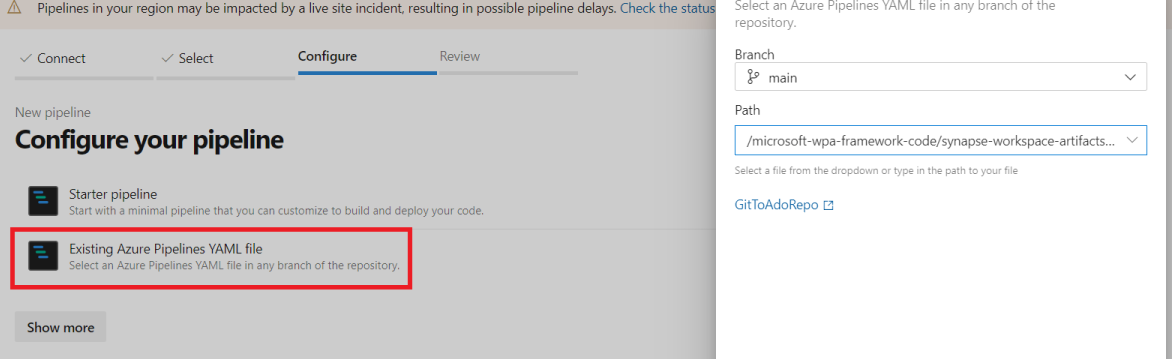 Pipelines in your region may be impacted by a live site incident, resulting in possible pipeline delays. Check the status
Connect
Select
Configure
Review
New pipeline
Configure your pipeline
Starter pipeline
Start with a minimal pipeline that you can customize to build and deploy your code.
Existing Azure Pipelines YAML file
Select an Azure Pipelines YAML file in any branch of the repository.
Show more
Select an Azure Pipelines YAML file in any branch of the
repository.
Branch
main
Path
/microsoft-wpa-framework-code/synapse-workspace-artifacts...
Select a file from the dropdown or type in the path to your file
GitToAdoRepo